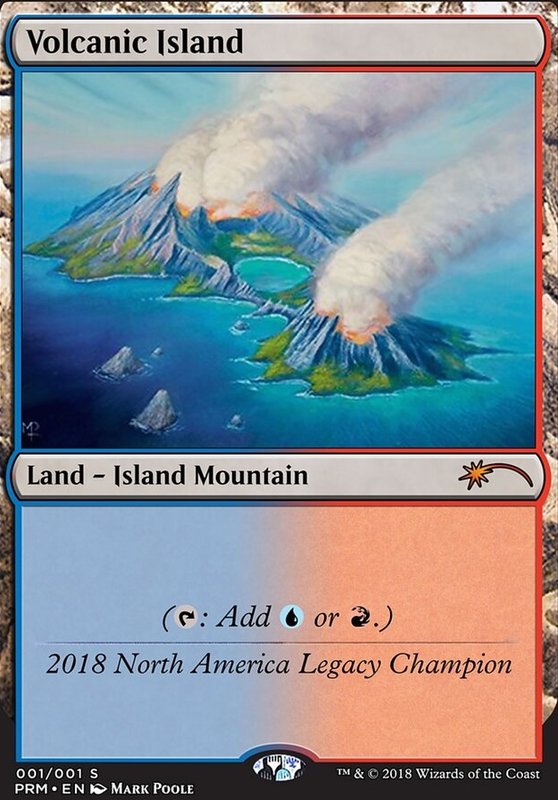 Volcanic Island
MP
Land – Island Mountain
(: Add or .)
2018 North America Legacy Champion
001/001 S
PRM • EN Mark Poole
™ & © 2018 Wizards of the Coast